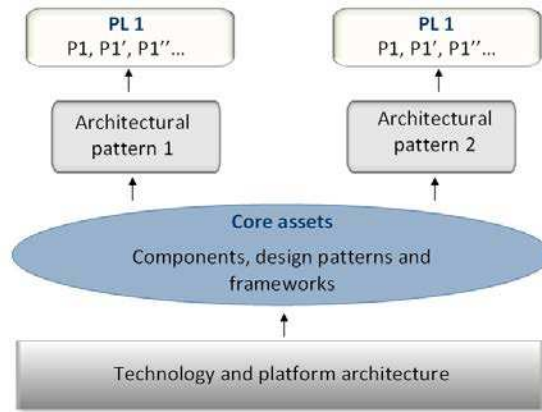 PL 1
P1, P1', P1''...
PL 1
P1, P1', P1''...
Architectural
pattern 1
Architectural
pattern 2
Core assets
Components, design patterns and
frameworks
Technology and platform architecture